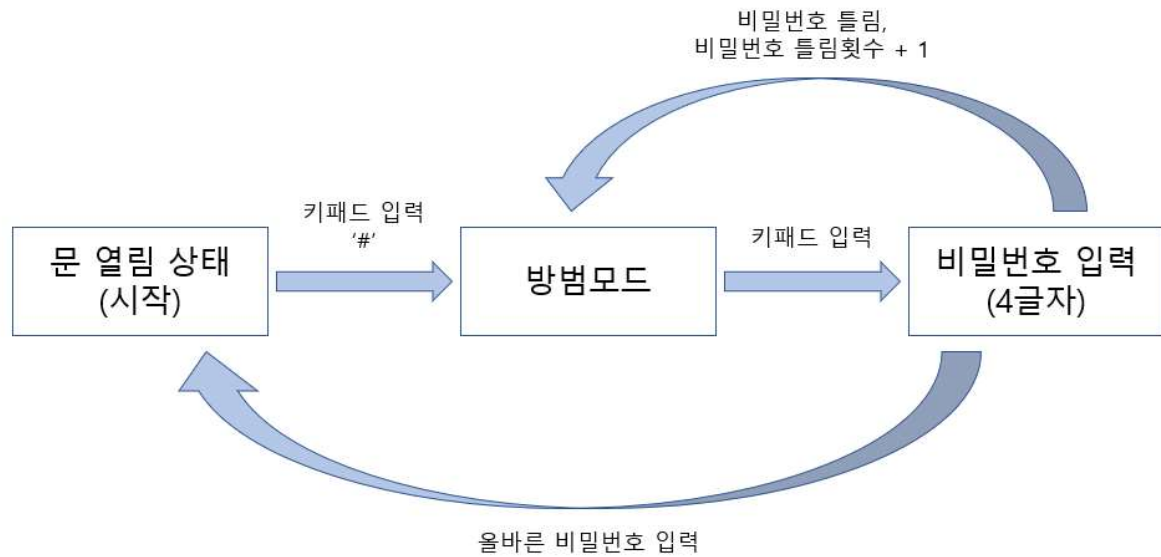 비밀번호 틀림,
비밀번호 틀림횟수 + 1
키패드 입력
‘#’
키패드 입력
문 열림 상태
(시작)
방범모드
비밀번호 입력
(4글자)
올바른 비밀번호 입력